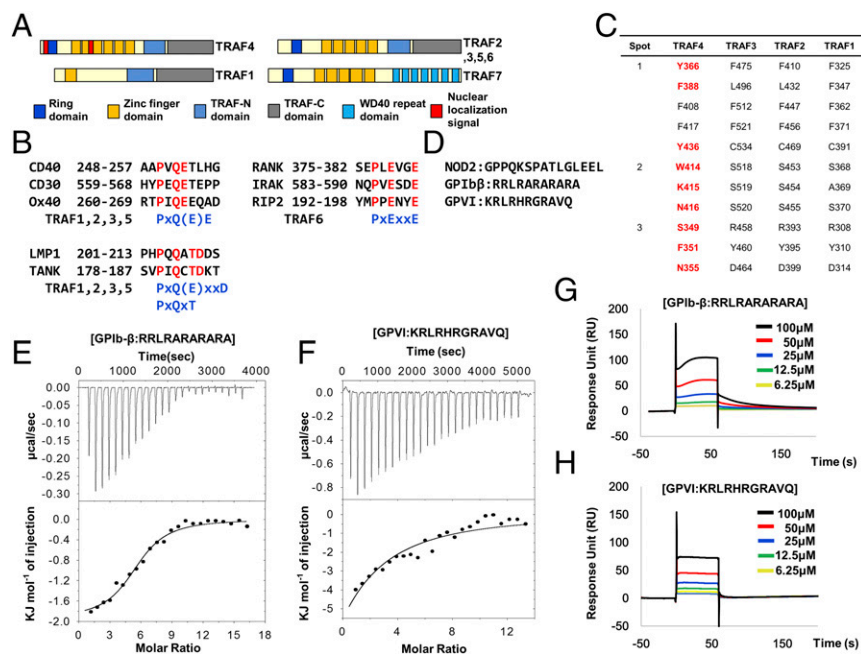 A
TRAF4
TRAF2
,3,5,6
TRAF1
TRAF7
Ring domain
Zinc finger domain
TRAF-N domain
TRAF-C domain
WD40 repeat domain
Nuclear localization signal
B
CD40 248-257 AAPVQETLHG
CD30 559-568 HYPEQETEPP
Ox40 260-269 RTPIQEEQAD
TRAF1,2,3,5 PxQ(E)E
RANK 375-382 SEPLEVGE
IRAK 583-590 NQPVESDE
RIP2 192-198 YMPPENYE
TRAF6 PxExxE
LMP1 201-213 PHPQQATDDS
TANK 178-187 SVPIQCTDKT
TRAF1,2,3,5 PxQ(E)xxD
PxQxT
C
Spot TRAF4 TRAF3 TRAF2 TRAF1
1 Y366 F475 F410 F325
F388 L496 L432 F347
F408 F512 F447 F362
F417 F521 F456 F371
Y436 C534 C469 C391
2 W414 S518 S453 S368
K415 S519 S454 A369
N416 S520 S455 S370
3 S349 R458 R393 R308
F351 Y460 Y395 Y310
N355 D464 D399 D314
D
NOD2:GPPQKSPATLGLEEL
GPIbβ:RRLRARARARA
GPVI:KRLRHRGRAVQ
E
[GPIb-β:RRLRARARARA]
Time(sec)
0 1000 2000 3000 4000
µcal/sec
0.00
-0.05
-0.10
-0.15
-0.20
-0.25
-0.30
KJ mol⁻¹ of injection
0.0
-0.4
-0.8
-1.2
-1.6
-2.0
0 3 6 9 12 15 18
Molar Ratio
F
[GPVI:KRLRHRGRAVQ]
Time (sec)
0 1000 2000 3000 4000 5000
µcal/sec
0.0
-0.2
-0.4
-0.6
-0.8
KJ mol⁻¹ of injection
0
-1
-2
-3
-4
-5
0 4 8 12
Molar Ratio
G
[GPIb-β:RRLRARARARA]
Response Unit (RU)
200
150
100
50
0
-50
100µM
50µM
25µM
12.5µM
6.25µM
-50 50 150
Time (s)
H
[GPVI:KRLRHRGRAVQ]
Response Unit (RU)
200
150
100
50
0
-50
100µM
50µM
25µM
12.5µM
6.25µM
-50 50 150
Time (s)